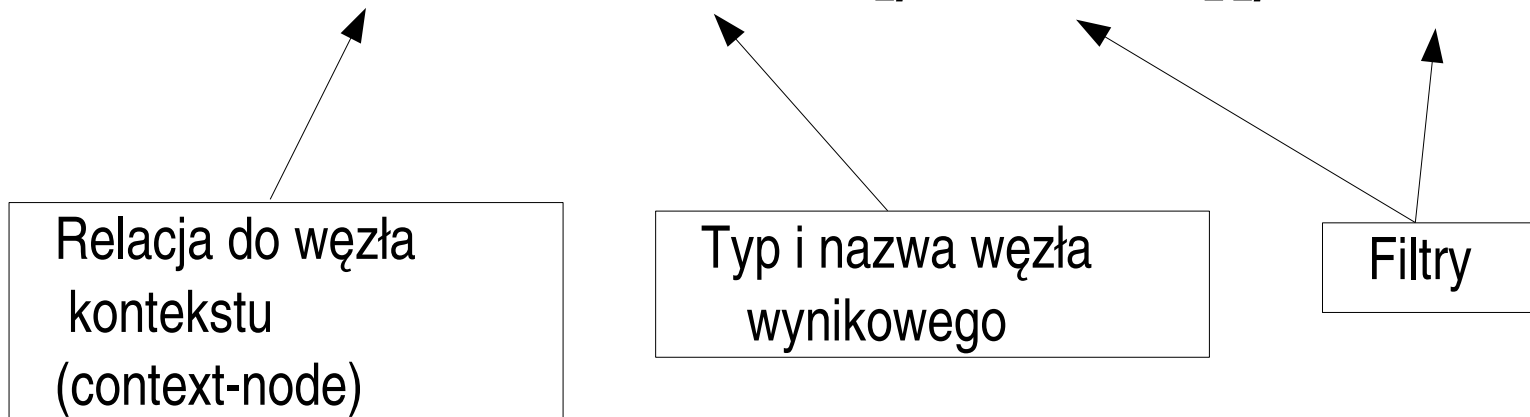 Relacja do węzła
kontekstu
(context-node)
Typ i nazwa węzła
wynikowego
Filtry